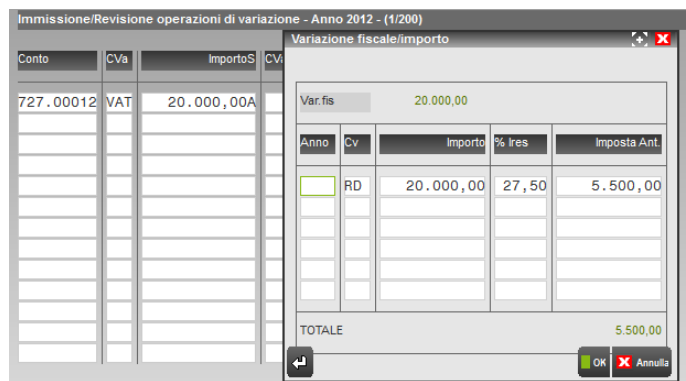 Immissione/Revisione operazioni di variazione - Anno 2012 - (1/200)
Variazione fiscale/importo
Conto CVa ImportoS CVa
727.00012 VAT 20.000,00A
Var.fis 20.000,00
Anno Cv Importo % Ires Imposta Ant.
RD 20.000,00 27,50 5.500,00
TOTALE 5.500,00
OK Annulla